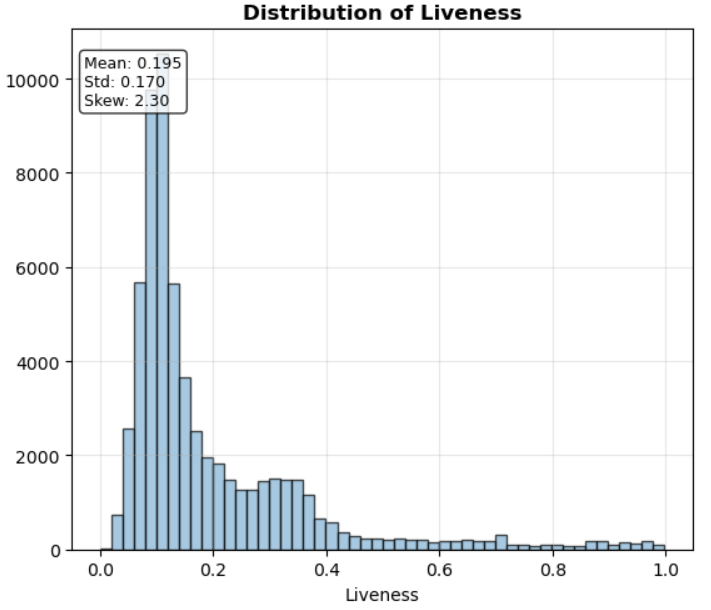 Distribution of Liveness
Mean: 0.195
Std: 0.170
Skew: 2.30
10000
8000
6000
4000
2000
0
0.0 0.2 0.4 0.6 0.8 1.0
Liveness